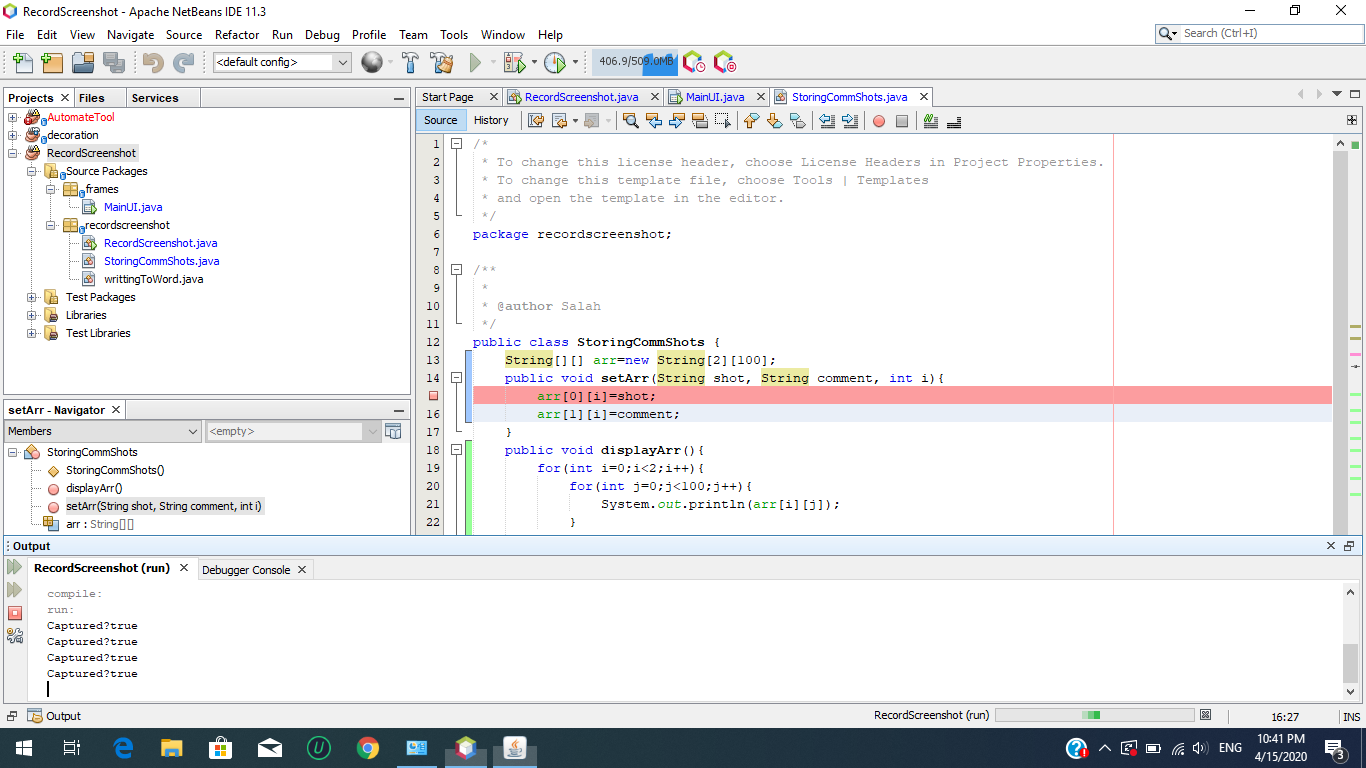 RecordScreenshot - Apache NetBeans IDE 11.3
File Edit View Navigate Source Refactor Run Debug Profile Team Tools Window Help
Search (Ctrl+I)
<default config>
406.9/509.0MB
Projects Files Services
AutomateTool
decoration
RecordScreenshot
Source Packages
frames
MainUI.java
recordscreenshot
RecordScreenshot.java
StoringCommShots.java
writtingToWord.java
Test Packages
Libraries
Test Libraries
setArr - Navigator
Members <empty>
StoringCommShots
StoringCommShots()
displayArr()
setArr(String shot, String comment, int i)
arr : String[][]
Start Page RecordScreenshot.java MainUI.java StoringCommShots.java
Source History
1 /*
2 * To change this license header, choose License Headers in Project Properties.
3 * To change this template file, choose Tools | Templates
4 * and open the template in the editor.
5 */
6 package recordscreenshot;
7
8 /**
9 *
10 * @author Salah
11 */
12 public class StoringCommShots {
13 String[][] arr=new String[2][100];
14 public void setArr(String shot, String comment, int i){
arr[0][i]=shot;
16 arr[1][i]=comment;
17 }
18 public void displayArr(){
19 for(int i=0;i<2;i++){
20 for(int j=0;j<100;j++){
21 System.out.println(arr[i][j]);
22 }
Output
RecordScreenshot (run) Debugger Console
compile:
run:
Captured?true
Captured?true
Captured?true
Captured?true
Output RecordScreenshot (run) 16:27 INS
ENG 10:41 PM
4/15/2020
3